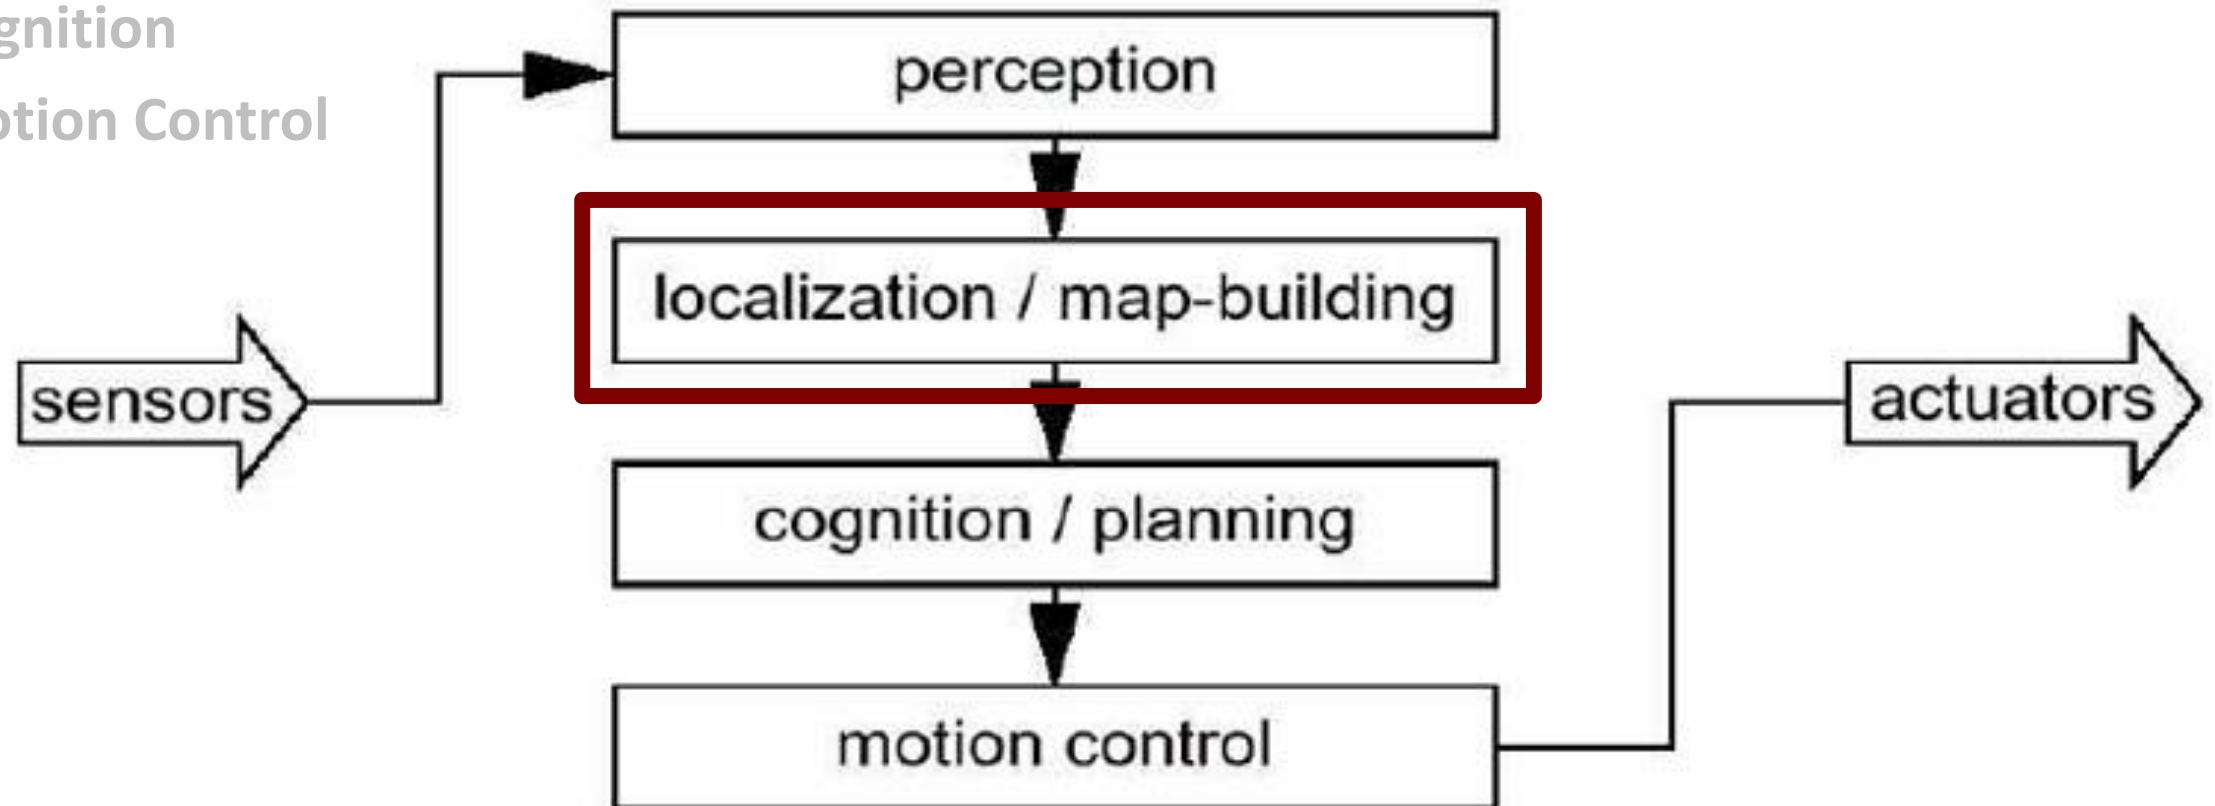 gnition
otion Control
perception
localization / map-building
sensors
actuators
cognition / planning
motion control